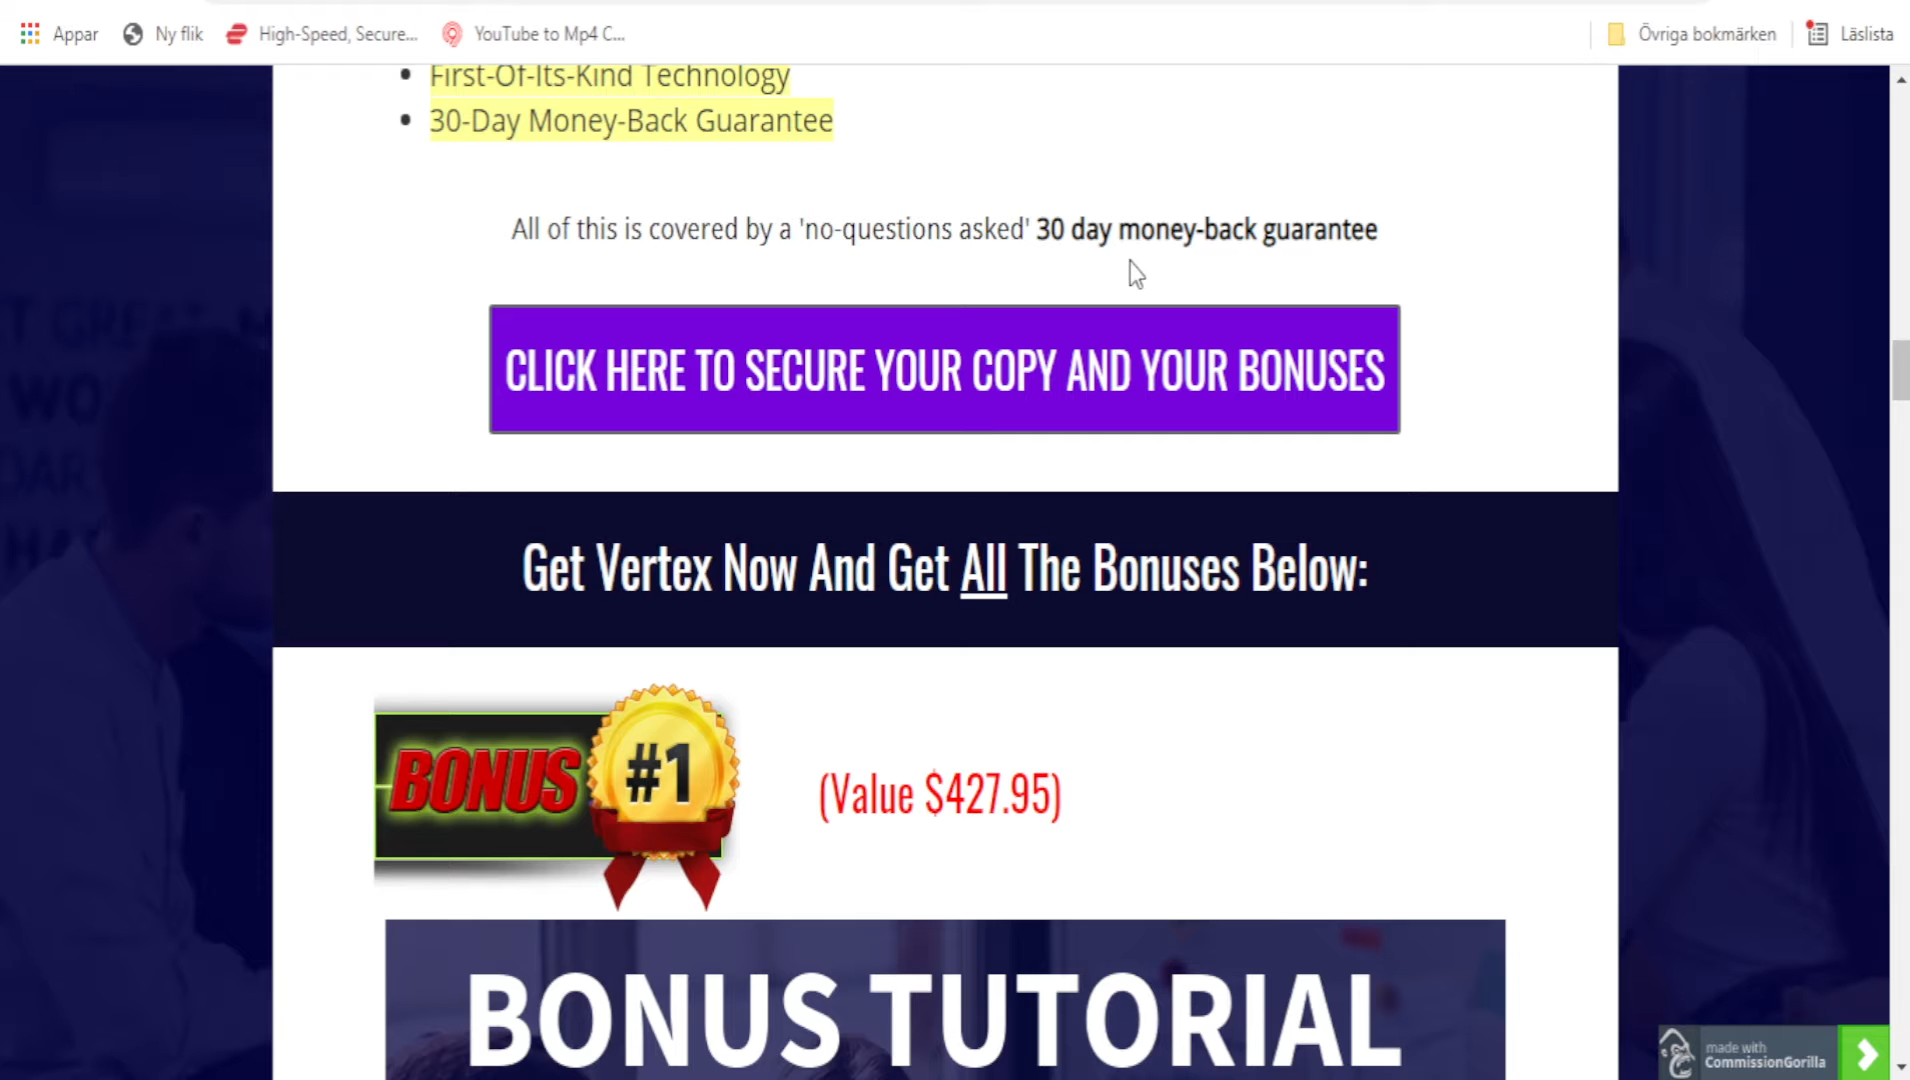 Appar Ny flik High-Speed, Secure... YouTube to Mp4 C... Övriga bokmärken Läslista
First-Of-Its-Kind Technology
30-Day Money-Back Guarantee
All of this is covered by a 'no-questions asked' 30 day money-back guarantee
CLICK HERE TO SECURE YOUR COPY AND YOUR BONUSES
Get Vertex Now And Get All The Bonuses Below:
BONUS #1 (Value $427.95)
BONUS TUTORIAL
made with
CommissionGorilla